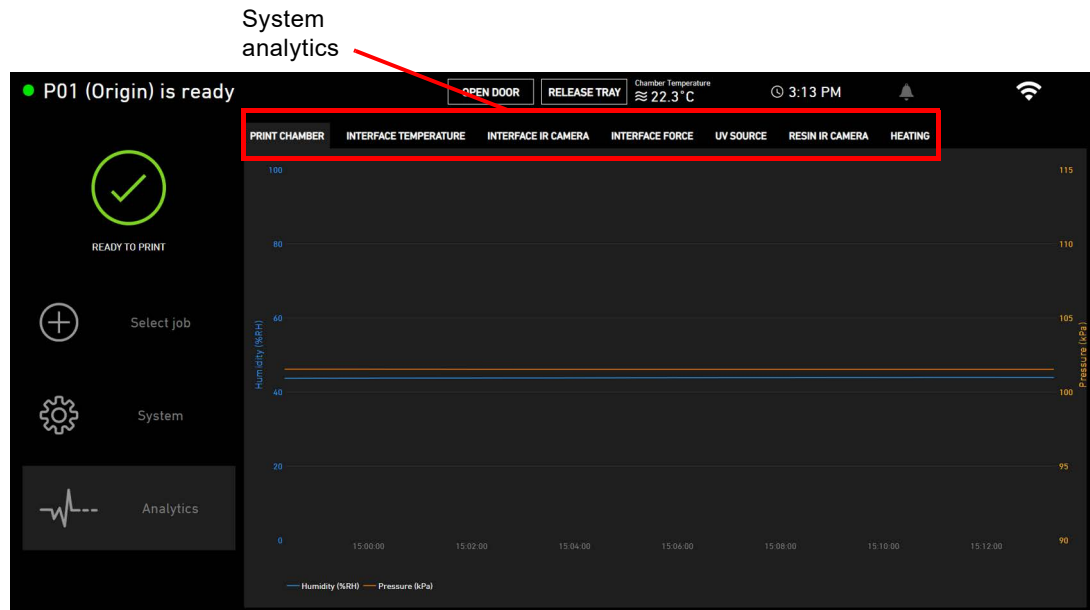 System
analytics
P01 (Origin) is ready
OPEN DOOR
RELEASE TRAY
Chamber Temperature
≈ 22.3°C
3:13 PM
PRINT CHAMBER INTERFACE TEMPERATURE INTERFACE IR CAMERA INTERFACE FORCE UV SOURCE RESIN IR CAMERA HEATING
READY TO PRINT
Select job
System
Analytics
Humidity (%RH)
100
80
60
40
20
0
115
110
105
100
95
90
Pressure (kPa)
15:00:00 15:02:00 15:04:00 15:06:00 15:08:00 15:10:00 15:12:00
Humidity (%RH) Pressure (kPa)